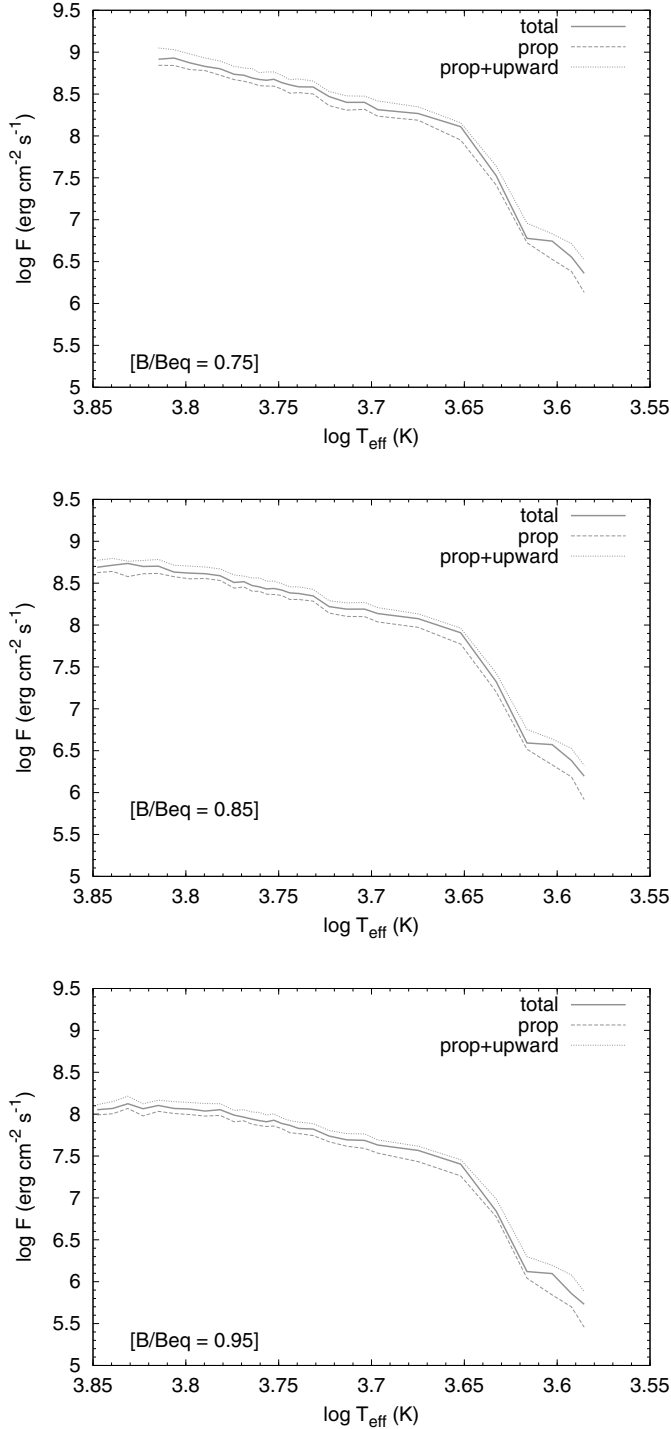 9.5
9
8.5
8
7.5
7
6.5
6
5.5
5
log F (erg cm⁻² s⁻¹)
total
prop
prop+upward
[B/Beq = 0.75]
3.85 3.8 3.75 3.7 3.65 3.6 3.55
log T_eff (K)
9.5
9
8.5
8
7.5
7
6.5
6
5.5
5
log F (erg cm⁻² s⁻¹)
total
prop
prop+upward
[B/Beq = 0.85]
3.85 3.8 3.75 3.7 3.65 3.6 3.55
log T_eff (K)
9.5
9
8.5
8
7.5
7
6.5
6
5.5
5
log F (erg cm⁻² s⁻¹)
total
prop
prop+upward
[B/Beq = 0.95]
3.85 3.8 3.75 3.7 3.65 3.6 3.55
log T_eff (K)